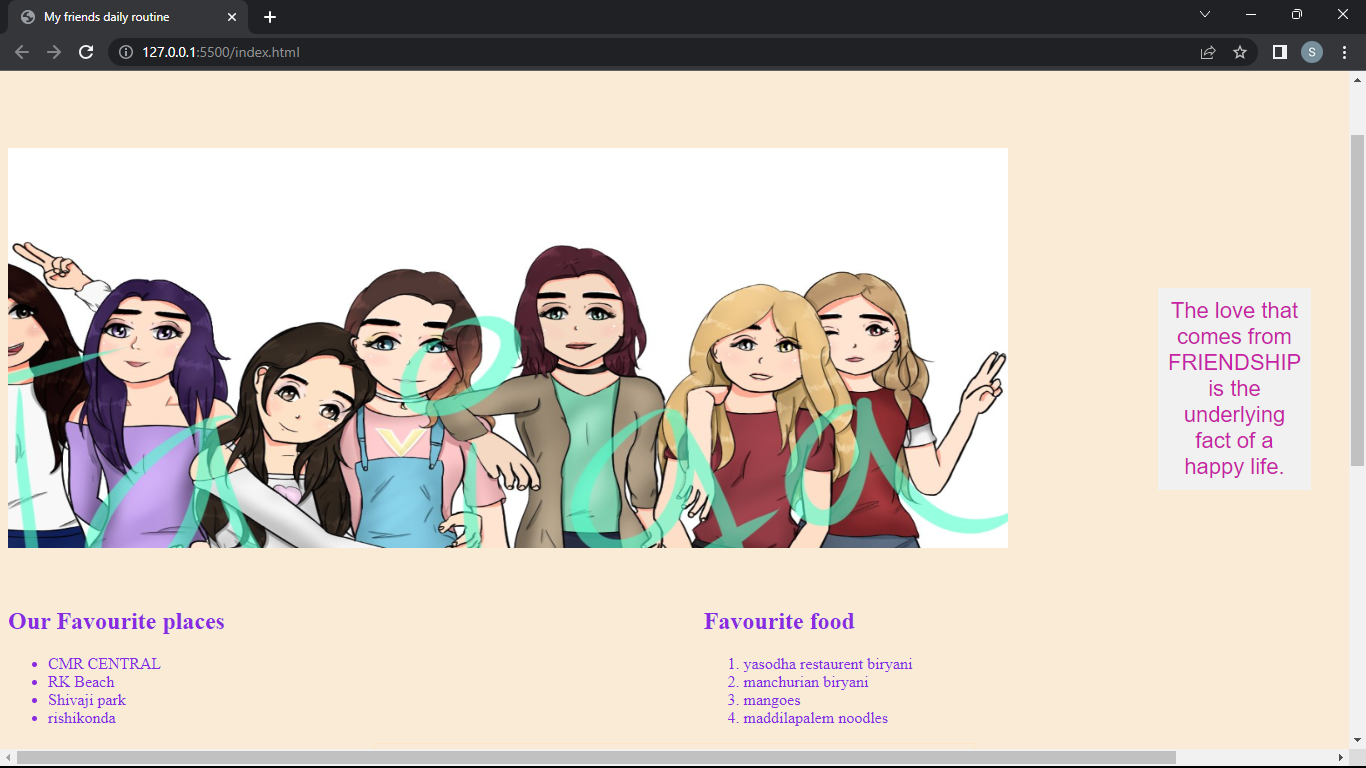 My friends daily routine
127.0.0.1:5500/index.html
S
The love that
comes from
FRIENDSHIP
is the
underlying
fact of a
happy life.
V
Our Favourite places
CMR CENTRAL
RK Beach
Shivaji park
rishikonda
Favourite food
1. yasodha restaurent biryani
2. manchurian biryani
3. mangoes
4. maddilapalem noodles